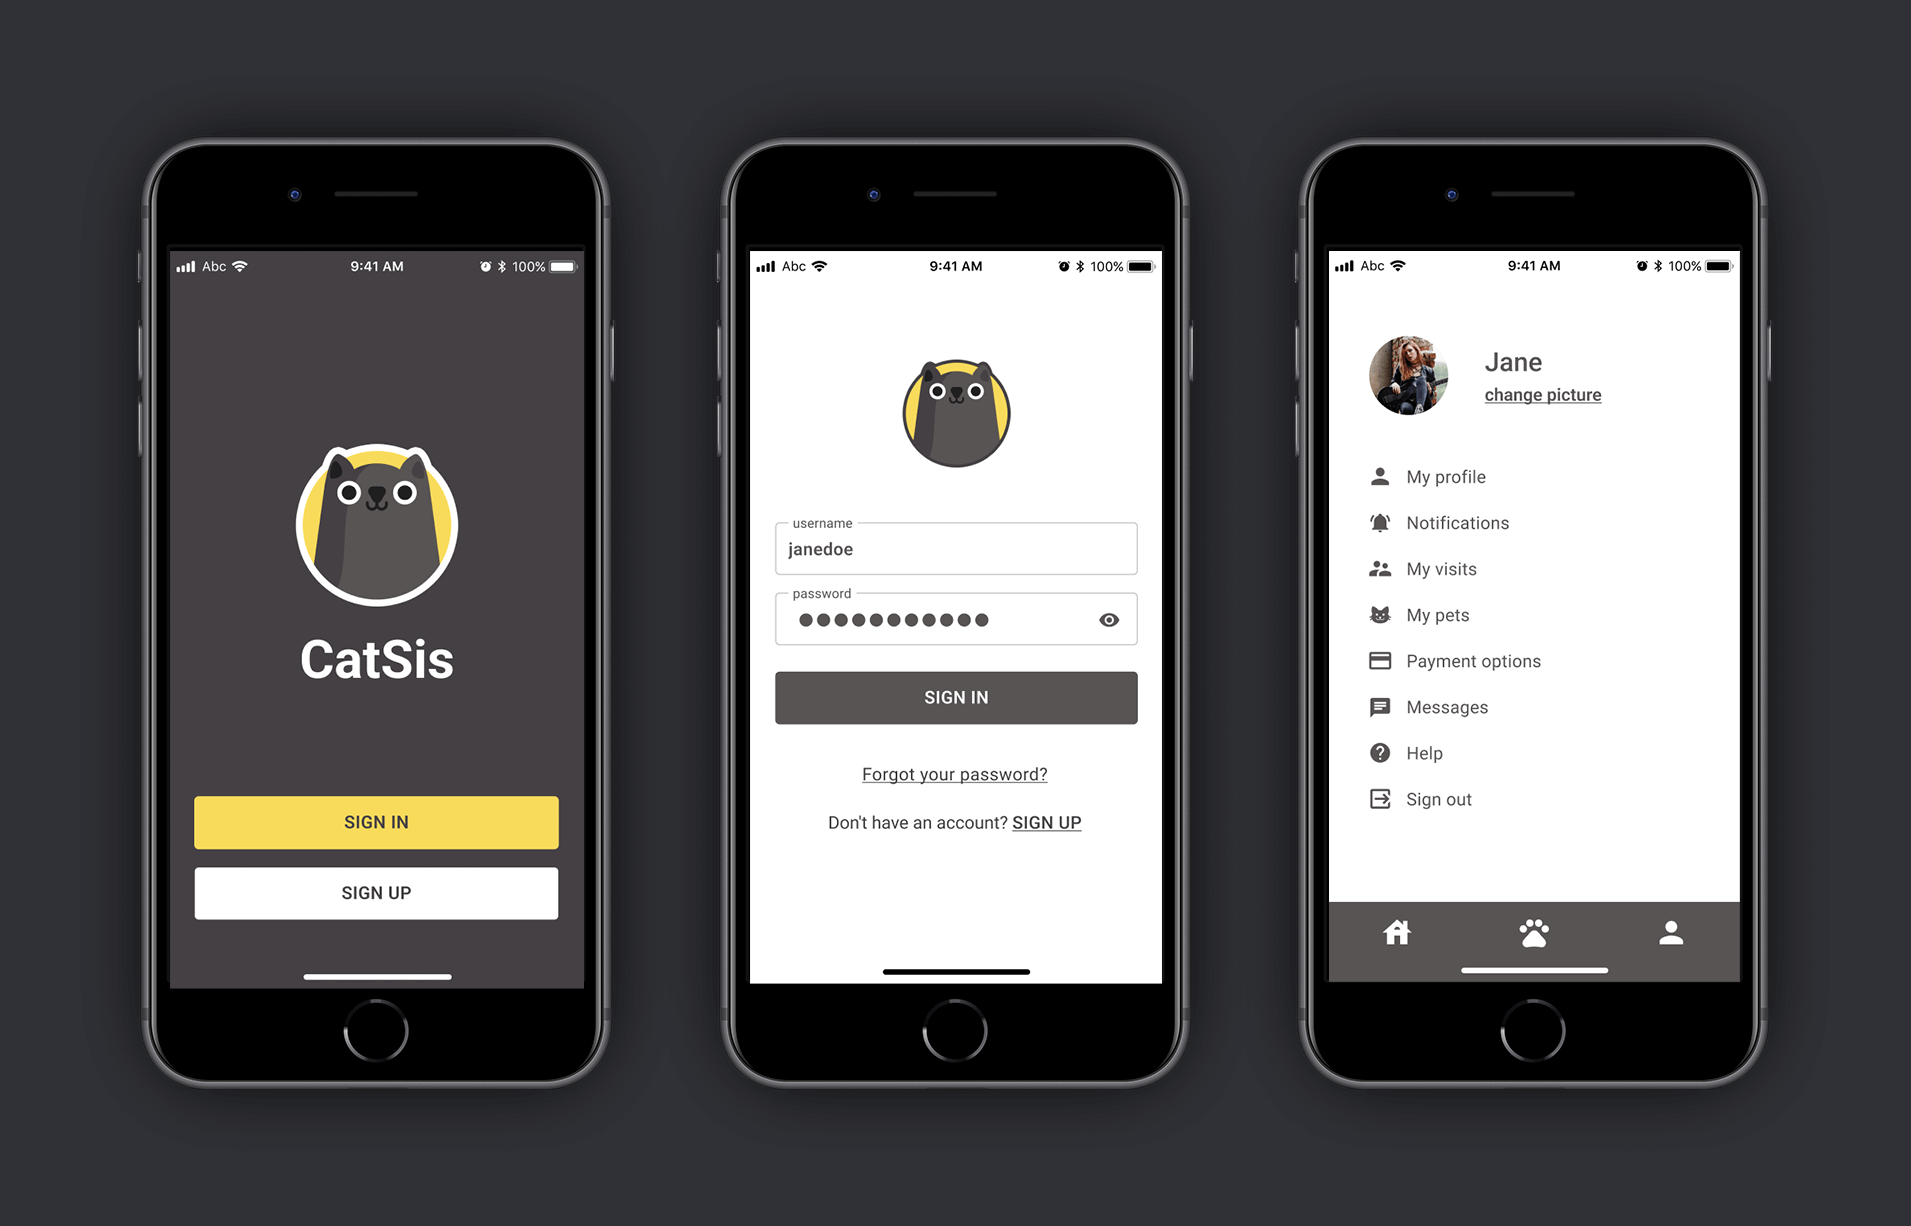 Abc 9:41 AM 100%
CatSis
SIGN IN
SIGN UP
Abc 9:41 AM 100%
username
janedoe
password
SIGN IN
Forgot your password?
Don't have an account? SIGN UP
Abc 9:41 AM 100%
Jane
change picture
My profile
Notifications
My visits
My pets
Payment options
Messages
Help
Sign out